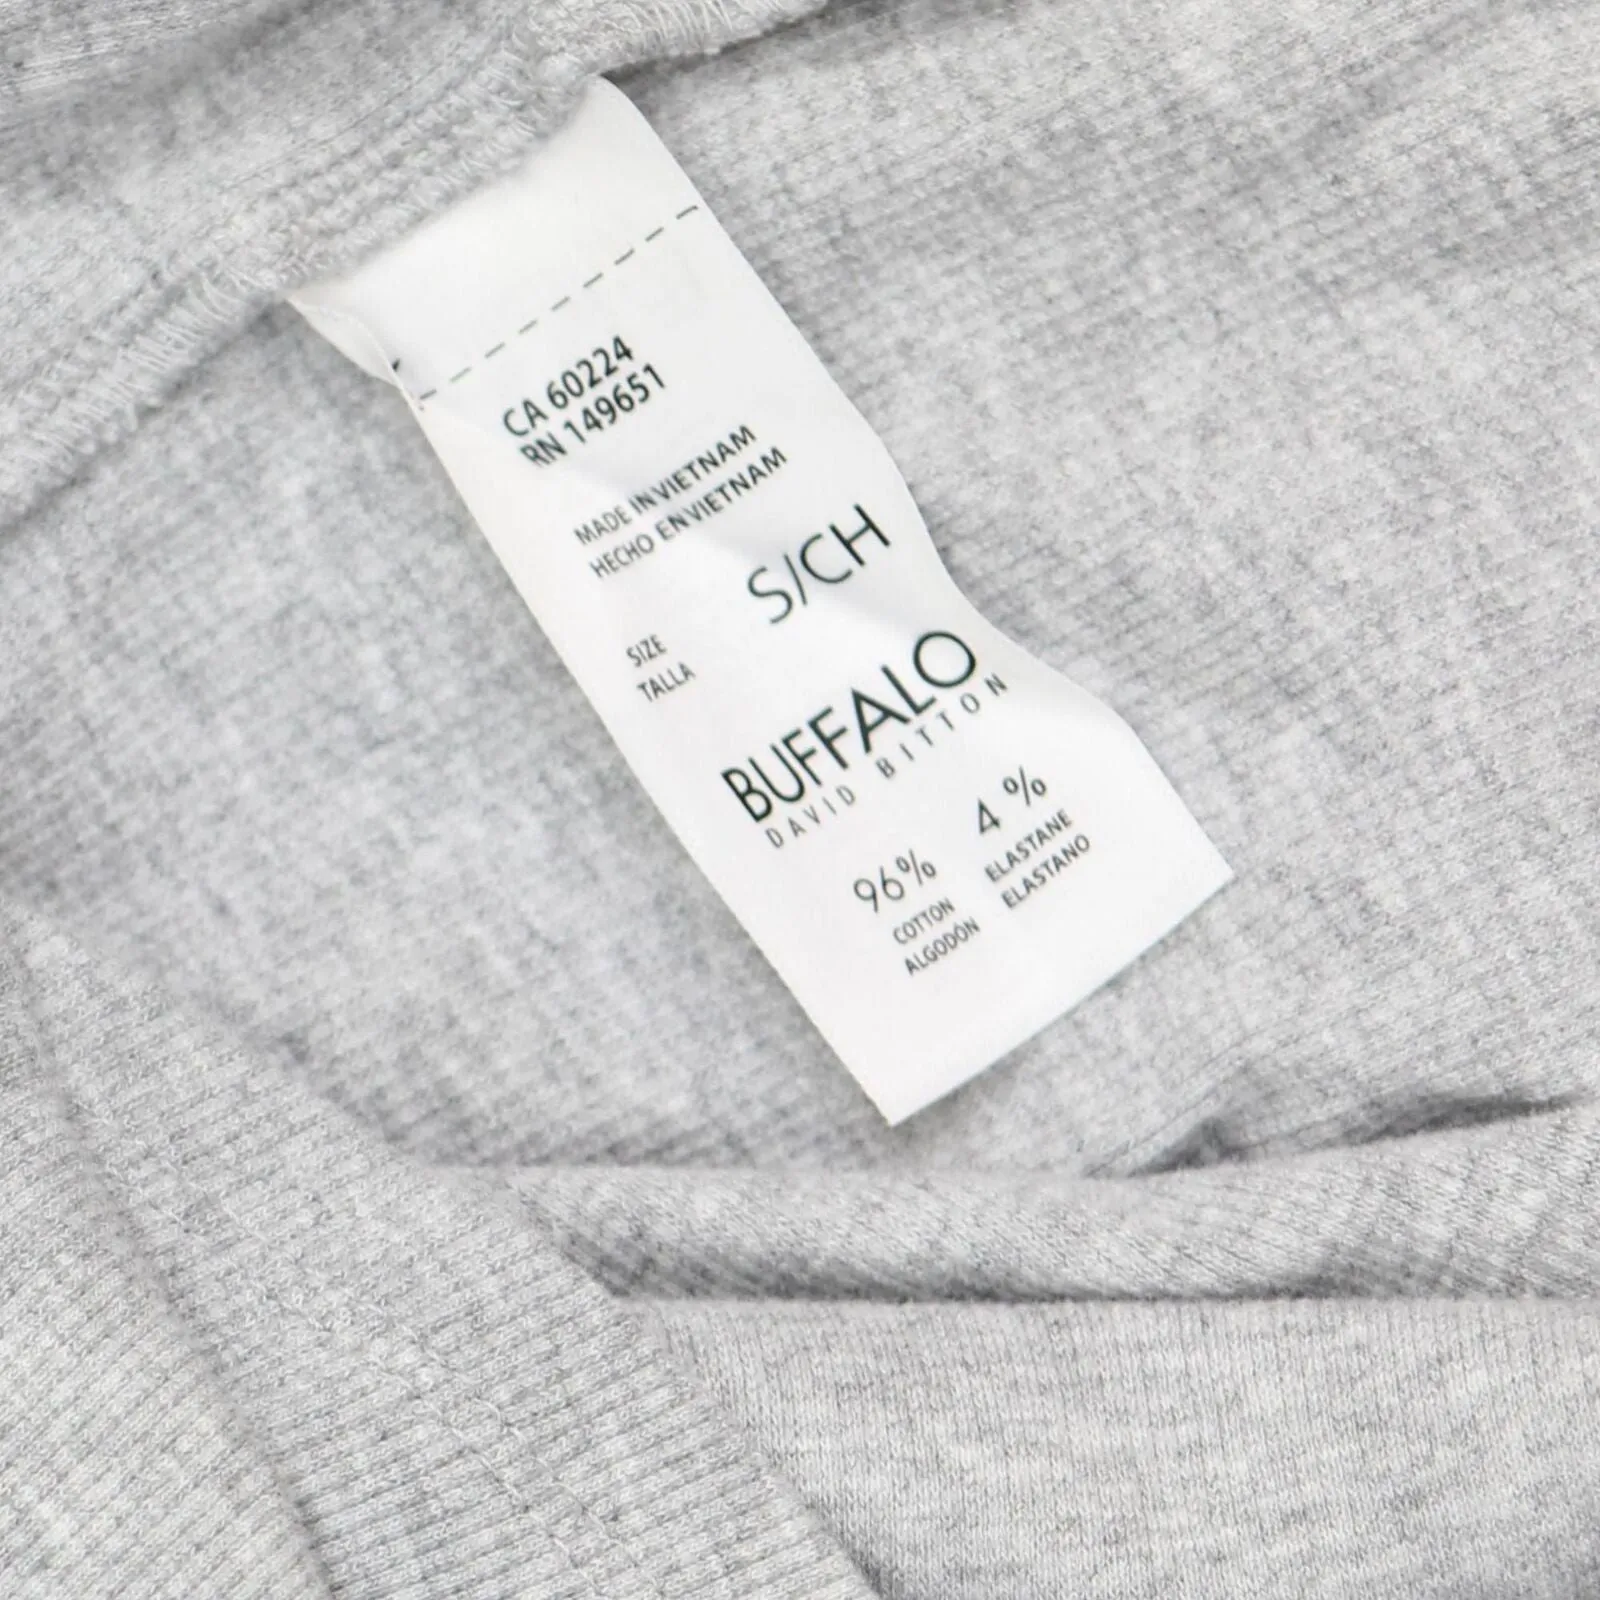 CA 60224
RN 149651
MADE IN VIETNAM
HECHO EN VIETNAM
SIZE
TALLA
S/CH
BUFFALO
DAVID BITTON
96%
COTTON
ALGODÓN
4 %
ELASTANE
ELASTANO